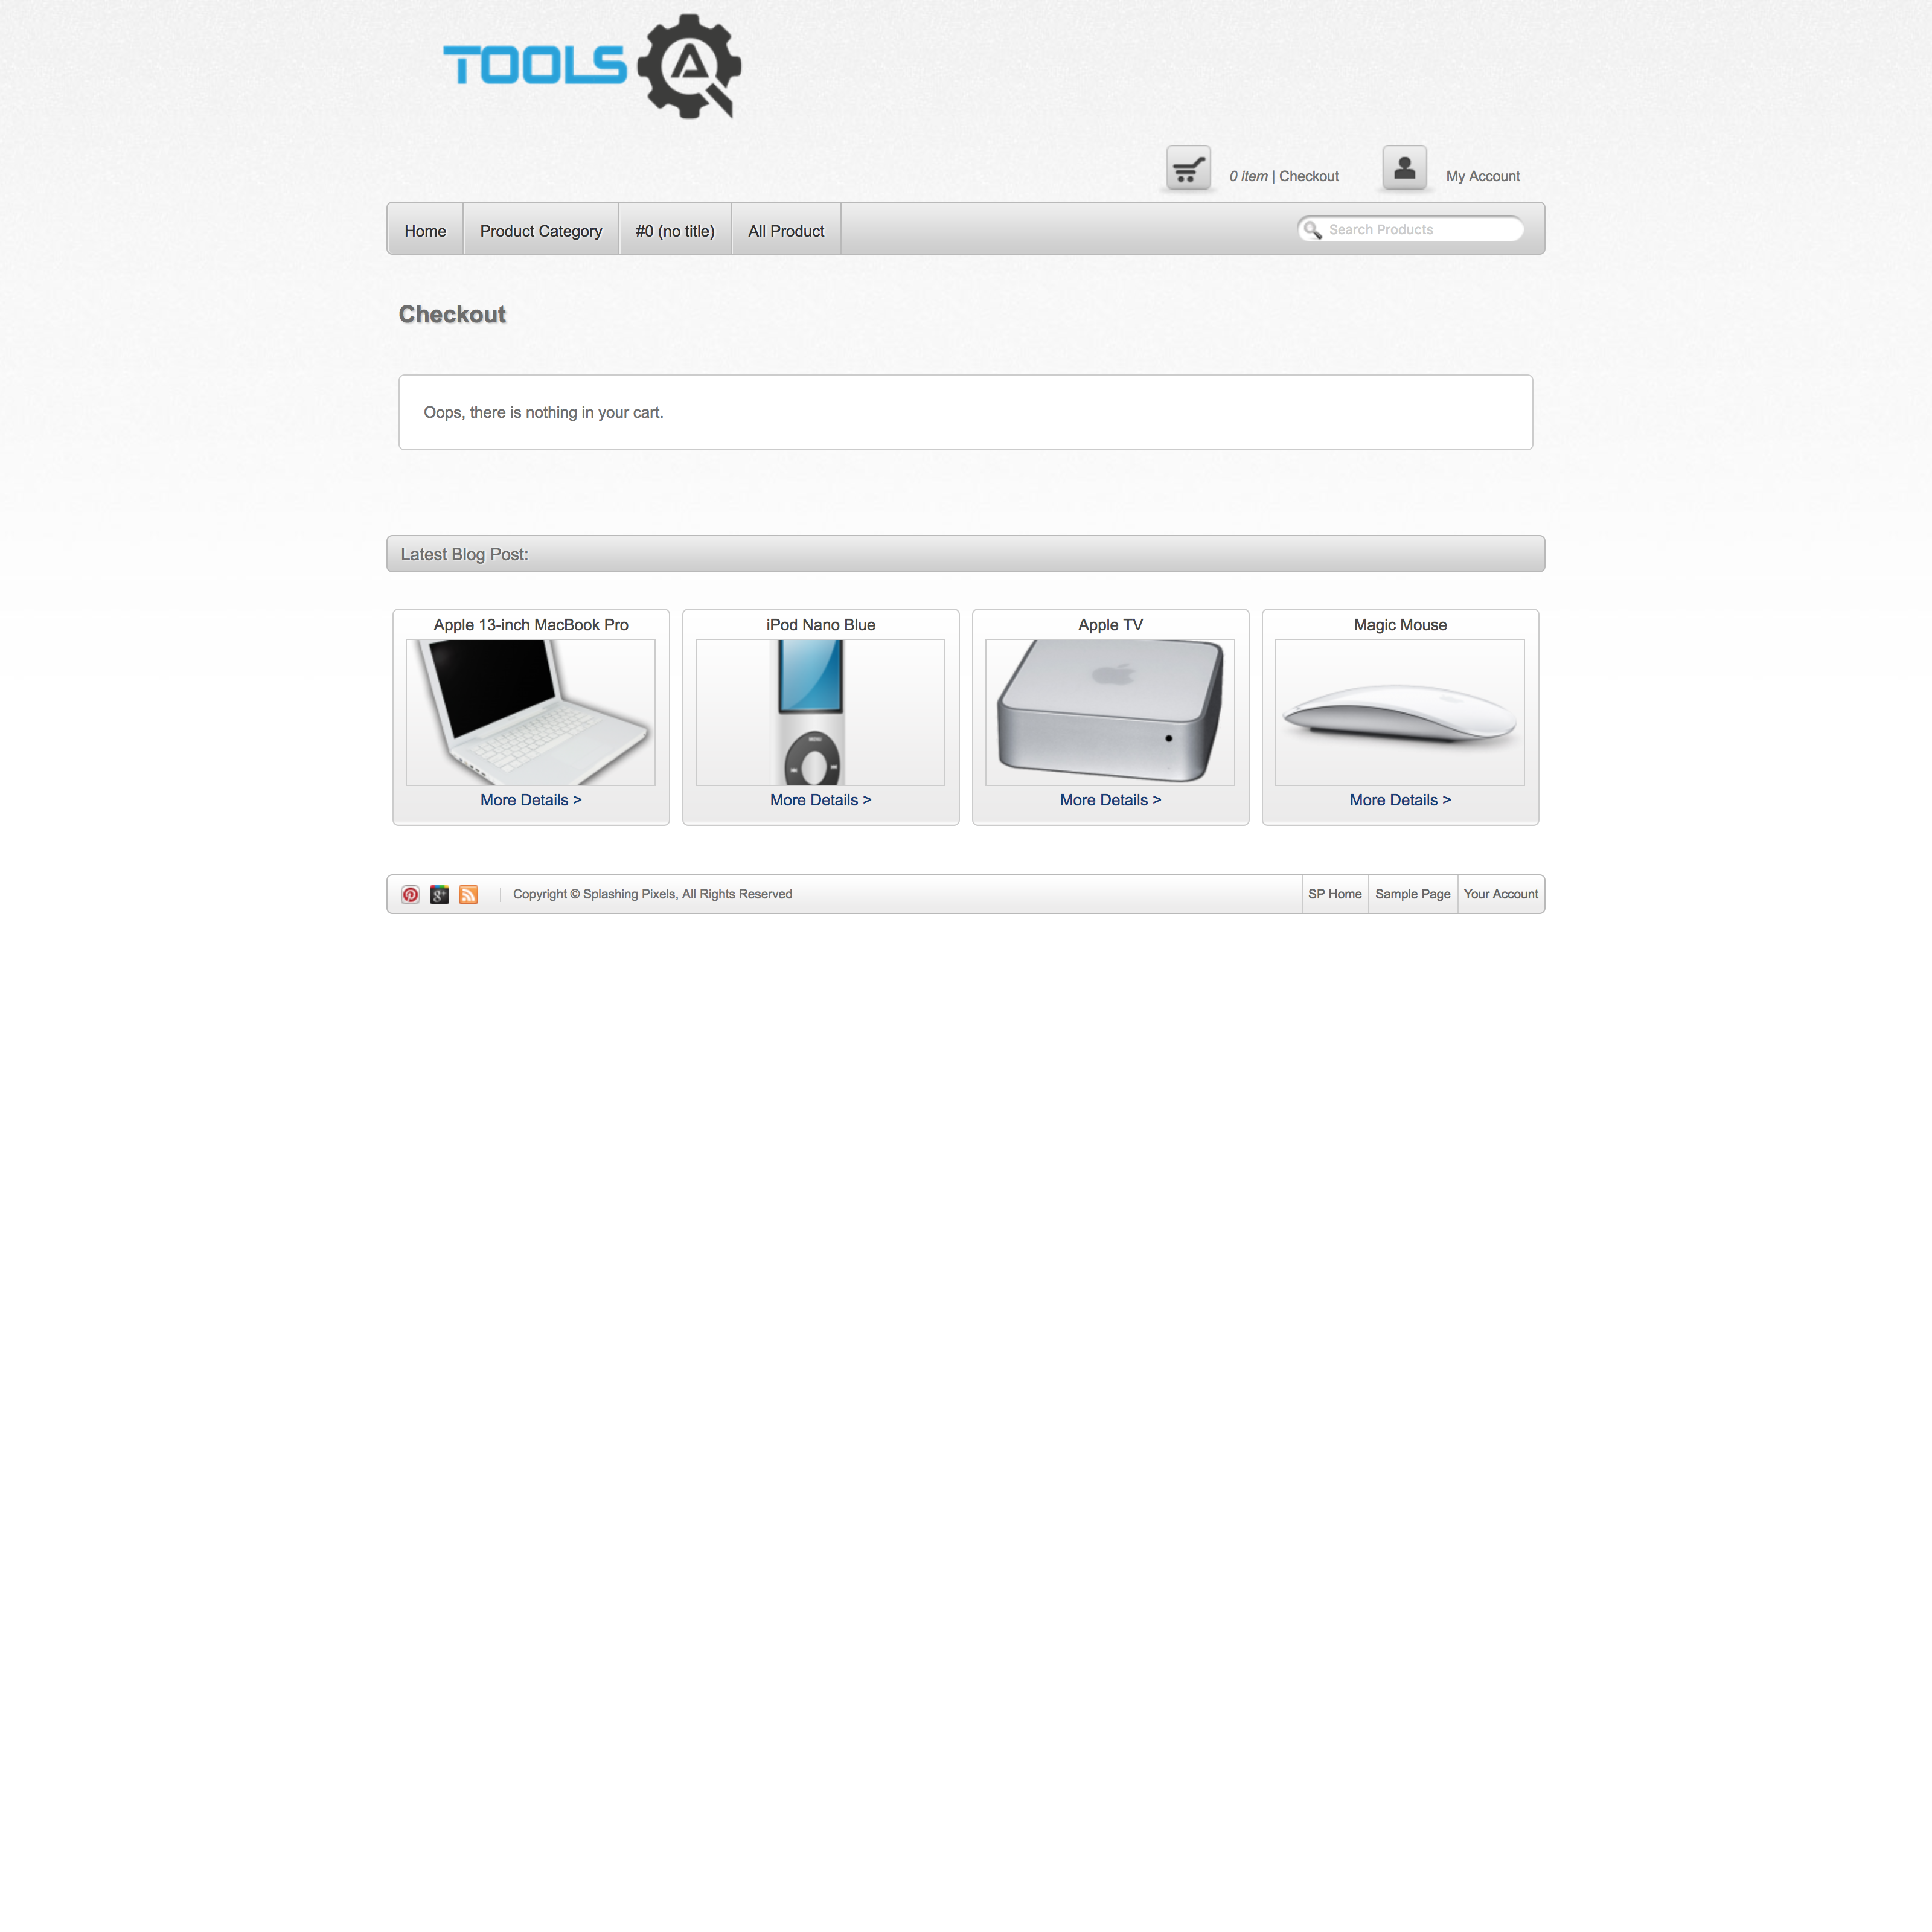 TOOLS QA
0 item | Checkout
My Account
Home
Product Category
#0 (no title)
All Product
Search Products
Checkout
Oops, there is nothing in your cart.
Latest Blog Post:
Apple 13-inch MacBook Pro
iPod Nano Blue
Apple TV
Magic Mouse
MENU
More Details >
More Details >
More Details >
More Details >
g+
Copyright © Splashing Pixels, All Rights Reserved
SP Home
Sample Page
Your Account